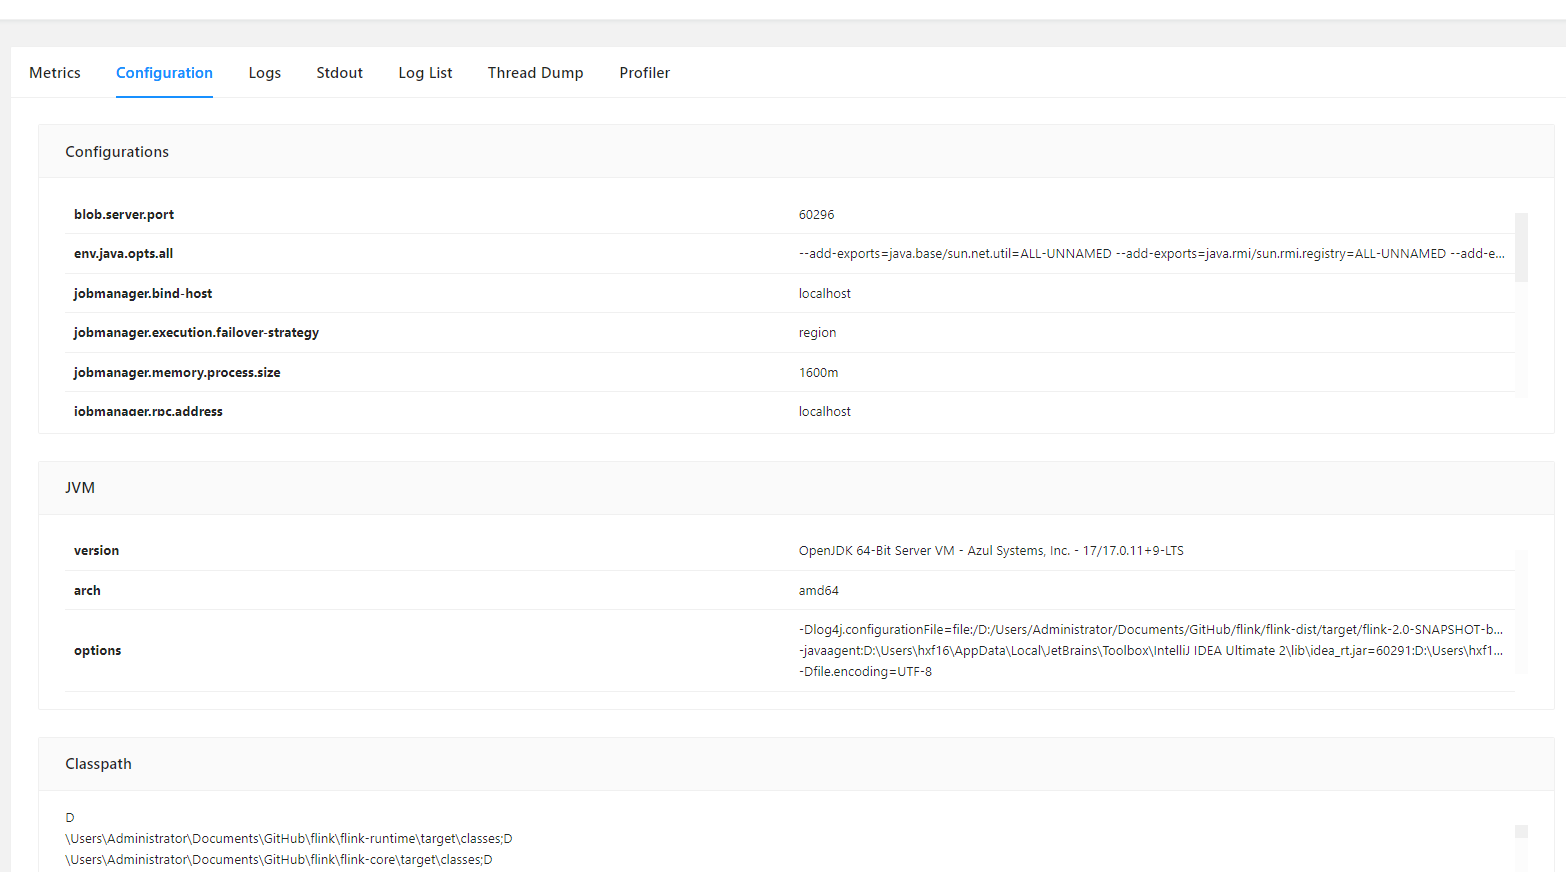 Metrics Configuration Logs Stdout Log List Thread Dump Profiler
Configurations
blob.server.port 60296
env.java.opts.all --add-exports=java.base/sun.net.util=ALL-UNNAMED --add-exports=java.rmi/sun.rmi.registry=ALL-UNNAMED --add-e...
jobmanager.bind-host localhost
jobmanager.execution.failover-strategy region
jobmanager.memory.process.size 1600m
jobmanager.rpc.address localhost
JVM
version OpenJDK 64-Bit Server VM - Azul Systems, Inc. - 17/17.0.11+9-LTS
arch amd64
options
-Dlog4j.configurationFile=file:/D:/Users/Administrator/Documents/GitHub/flink/flink-dist/target/flink-2.0-SNAPSHOT-b...
-javaagent:D:\Users\hxf16\AppData\Local\JetBrains\Toolbox\IntelliJ IDEA Ultimate 2\lib\idea_rt.jar=60291:D:\Users\hxf1...
-Dfile.encoding=UTF-8
Classpath
D
\Users\Administrator\Documents\GitHub\flink\flink-runtime\target\classes;D
\Users\Administrator\Documents\GitHub\flink\flink-core\target\classes;D